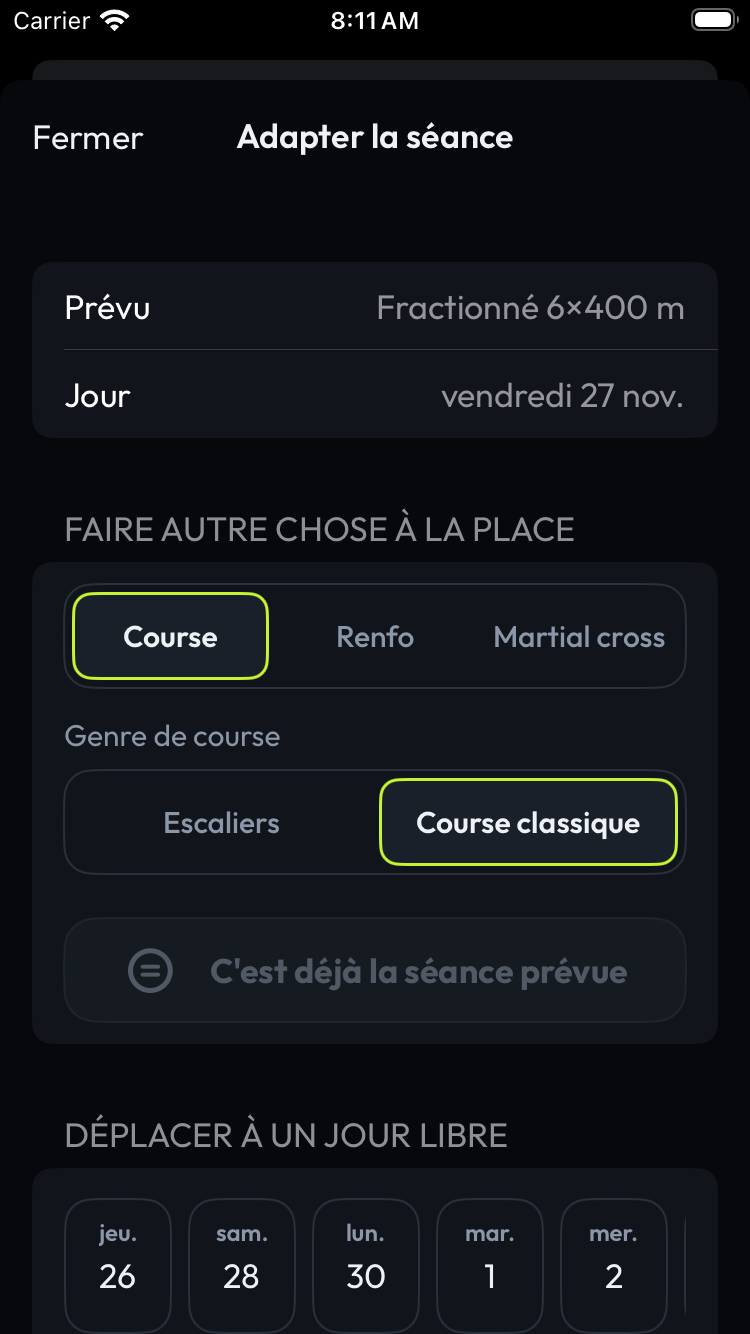 Carrier 8:11 AM
Fermer Adapter la séance
Prévu Fractionné 6×400 m
Jour vendredi 27 nov.
FAIRE AUTRE CHOSE À LA PLACE
Course Renfo Martial cross
Genre de course
Escaliers Course classique
C'est déjà la séance prévue
DÉPLACER À UN JOUR LIBRE
jeu. sam. lun. mar. mer.
26 28 30 1 2